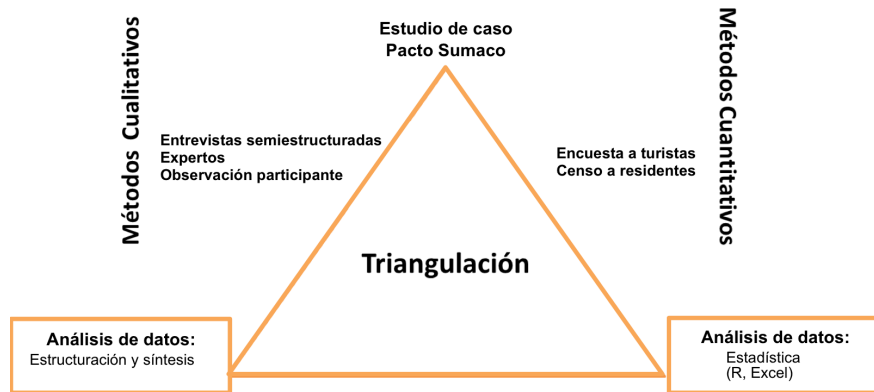 Estudio de caso
Pacto Sumaco
Métodos Cualitativos
Entrevistas semiestructuradas
Expertos
Observación participante
Métodos Cuantitativos
Encuesta a turistas
Censo a residentes
Triangulación
Análisis de datos:
Estructuración y síntesis
Análisis de datos:
Estadística
(R, Excel)